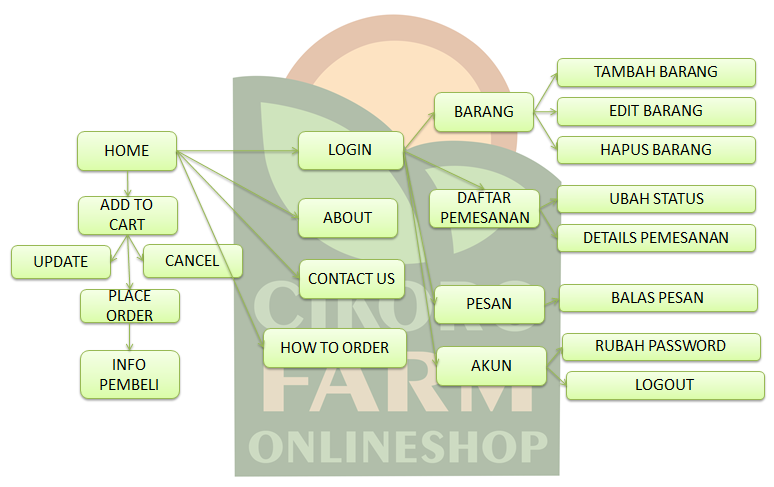 HOME
ADD TO
CART
UPDATE
CANCEL
PLACE
ORDER
INFO
PEMBELI
LOGIN
ABOUT
CONTACT US
HOW TO ORDER
BARANG
TAMBAH BARANG
EDIT BARANG
HAPUS BARANG
DAFTAR
PEMESANAN
UBAH STATUS
DETAILS PEMESANAN
PESAN
BALAS PESAN
AKUN
RUBAH PASSWORD
LOGOUT
FARM
ONLINESHOP